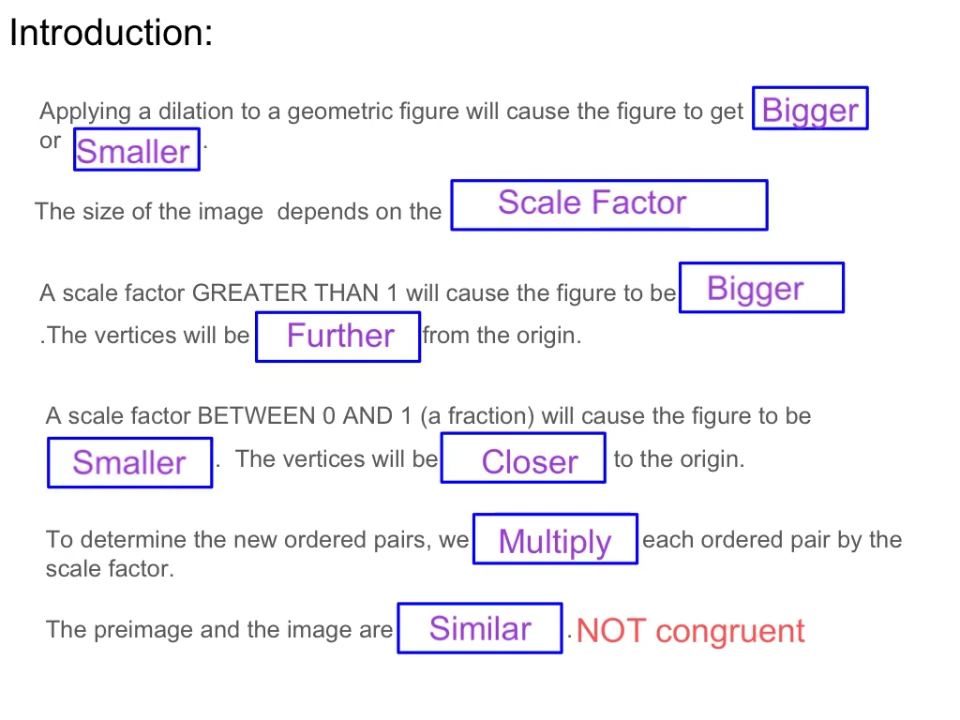 Introduction:
Applying a dilation to a geometric figure will cause the figure to get Bigger
or Smaller .
The size of the image depends on the Scale Factor
A scale factor GREATER THAN 1 will cause the figure to be Bigger
.The vertices will be Further from the origin.
A scale factor BETWEEN 0 AND 1 (a fraction) will cause the figure to be
Smaller . The vertices will be Closer to the origin.
To determine the new ordered pairs, we Multiply each ordered pair by the
scale factor.
The preimage and the image are Similar . NOT congruent